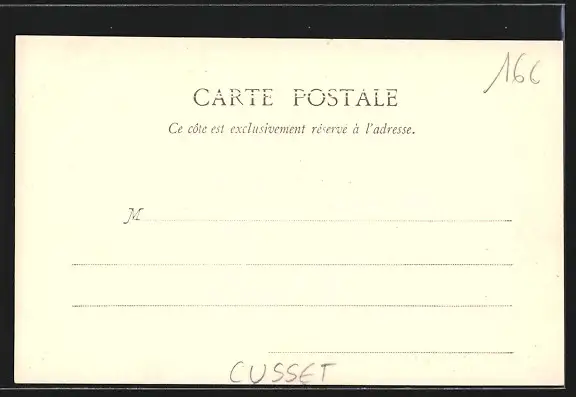 166
CARTE POSTALE
Ce côté est exclusivement réservé à l'adresse.
M
CUSSET